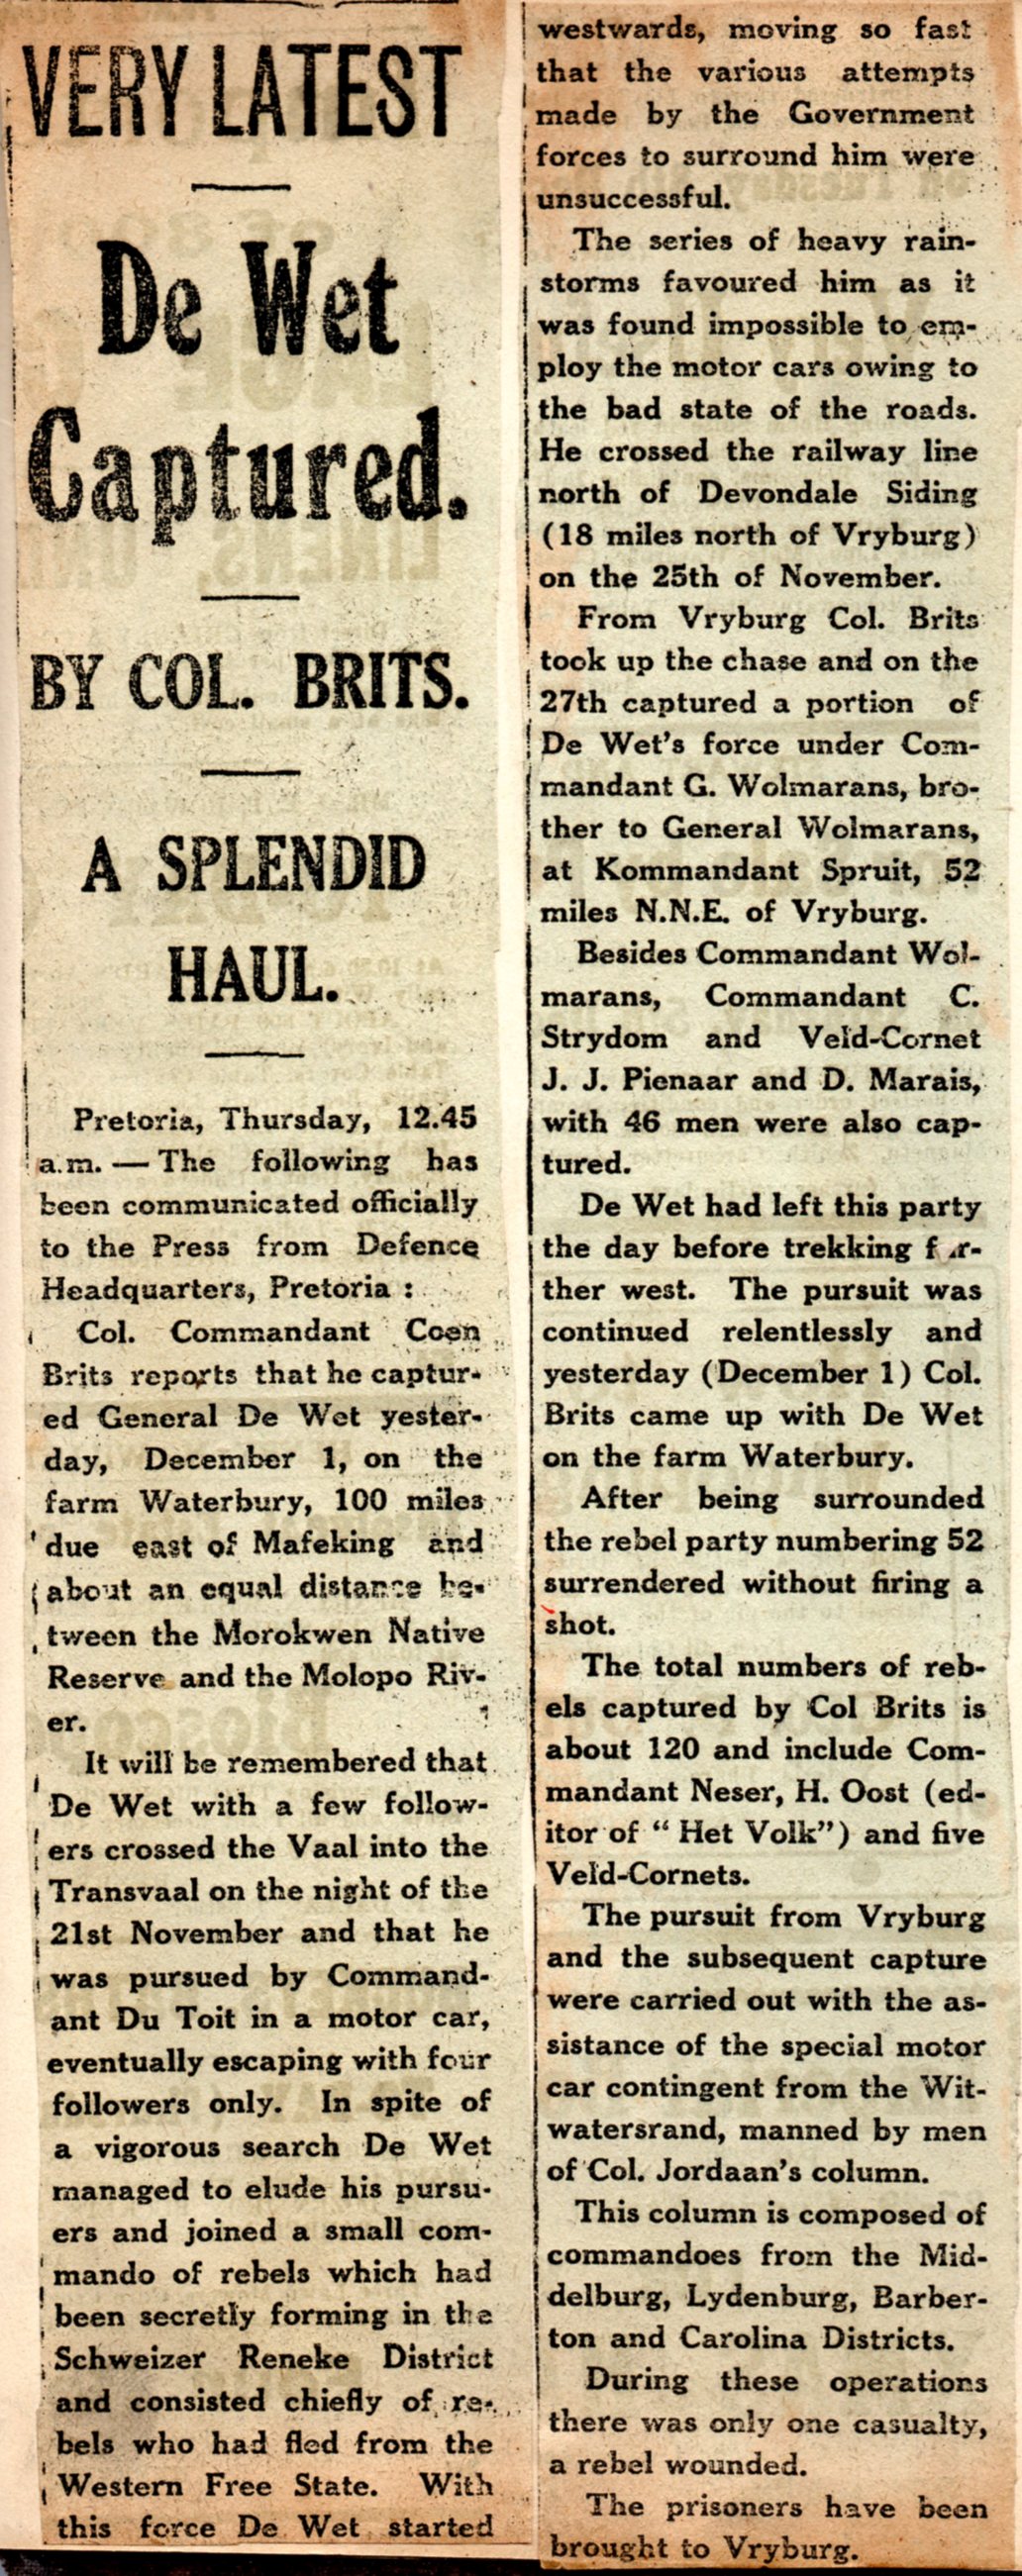 VERY LATEST
De Wet
Captured.
BY COL. BRITS.
A SPLENDID
HAUL.
Pretoria, Thursday, 12.45
a.m. — The following has
been communicated officially
to the Press from Defence
Headquarters, Pretoria :
Col. Commandant Coen
Brits reports that he captur-
ed General De Wet yester-
day, December 1, on the
farm Waterbury, 100 miles
due east of Mafeking and
about an equal distance be-
tween the Morokwen Native
Reserve and the Molopo Riv-
er.
It will be remembered that
De Wet with a few follow-
ers crossed the Vaal into the
Transvaal on the night of the
21st November and that he
was pursued by Command-
ant Du Toit in a motor car,
eventually escaping with four
followers only. In spite of
a vigorous search De Wet
managed to elude his pursu-
ers and joined a small com-
mando of rebels which had
been secretly forming in the
Schweizer Reneke District
and consisted chiefly of re-
bels who had fled from the
Western Free State. With
this force De Wet started
westwards, moving so fast
that the various attempts
made by the Government
forces to surround him were
unsuccessful.
The series of heavy rain-
storms favoured him as it
was found impossible to em-
ploy the motor cars owing to
the bad state of the roads.
He crossed the railway line
north of Devondale Siding
(18 miles north of Vryburg)
on the 25th of November.
From Vryburg Col. Brits
took up the chase and on the
27th captured a portion of
De Wet's force under Com-
mandant G. Wolmarans, bro-
ther to General Wolmarans,
at Kommandant Spruit, 52
miles N.N.E. of Vryburg.
Besides Commandant Wol-
marans, Commandant C.
Strydom and Veld-Cornet
J. J. Pienaar and D. Marais,
with 46 men were also cap-
tured.
De Wet had left this party
the day before trekking fur-
ther west. The pursuit was
continued relentlessly and
yesterday (December 1) Col.
Brits came up with De Wet
on the farm Waterbury.
After being surrounded
the rebel party numbering 52
surrendered without firing a
shot.
The total numbers of reb-
els captured by Col Brits is
about 120 and include Com-
mandant Neser, H. Oost (ed-
itor of "Het Volk") and five
Veld-Cornets.
The pursuit from Vryburg
and the subsequent capture
were carried out with the as-
sistance of the special motor
car contingent from the Wit-
watersrand, manned by men
of Col. Jordaan's column.
This column is composed of
commandoes from the Mid-
delburg, Lydenburg, Barber-
ton and Carolina Districts.
During these operations
there was only one casualty,
a rebel wounded.
The prisoners have been
brought to Vryburg.